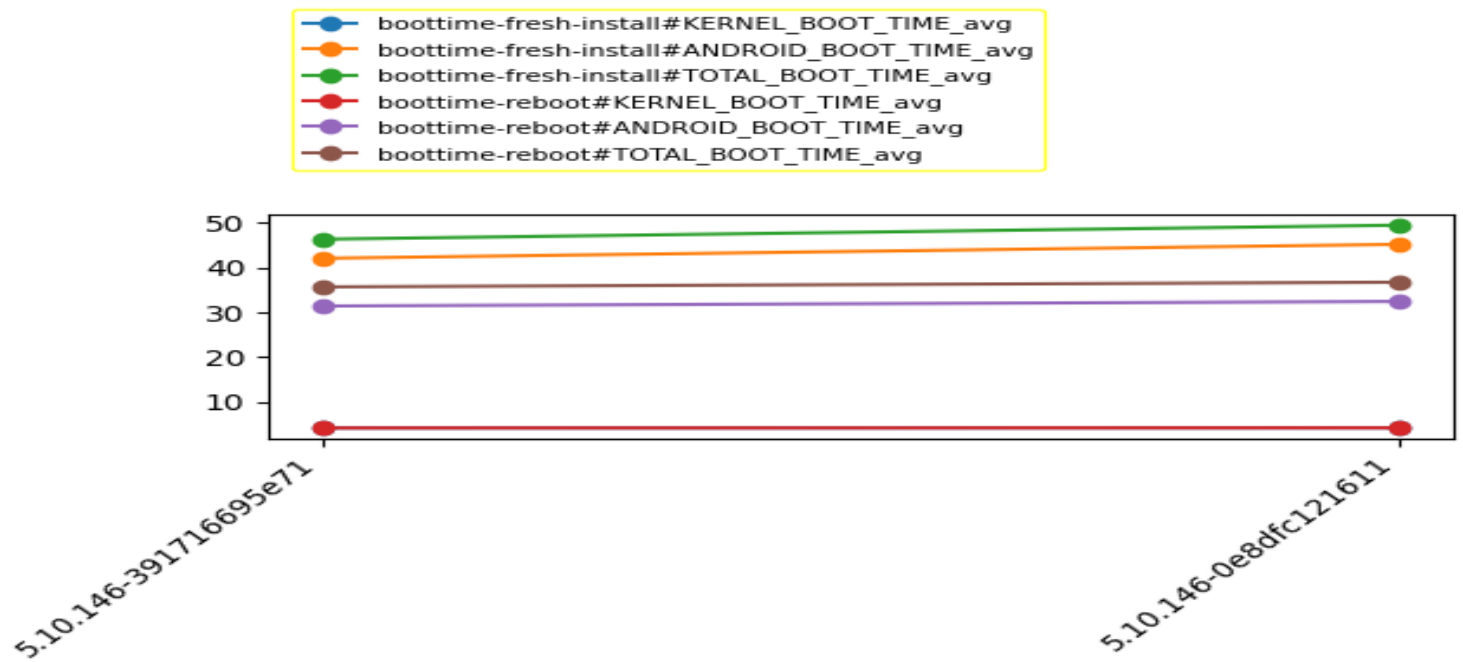 boottime-fresh-install#KERNEL_BOOT_TIME_avg
boottime-fresh-install#ANDROID_BOOT_TIME_avg
boottime-fresh-install#TOTAL_BOOT_TIME_avg
boottime-reboot#KERNEL_BOOT_TIME_avg
boottime-reboot#ANDROID_BOOT_TIME_avg
boottime-reboot#TOTAL_BOOT_TIME_avg
50
40
30
20
10
5.10.146-391716695e71
5.10.146-0e8dfc121611